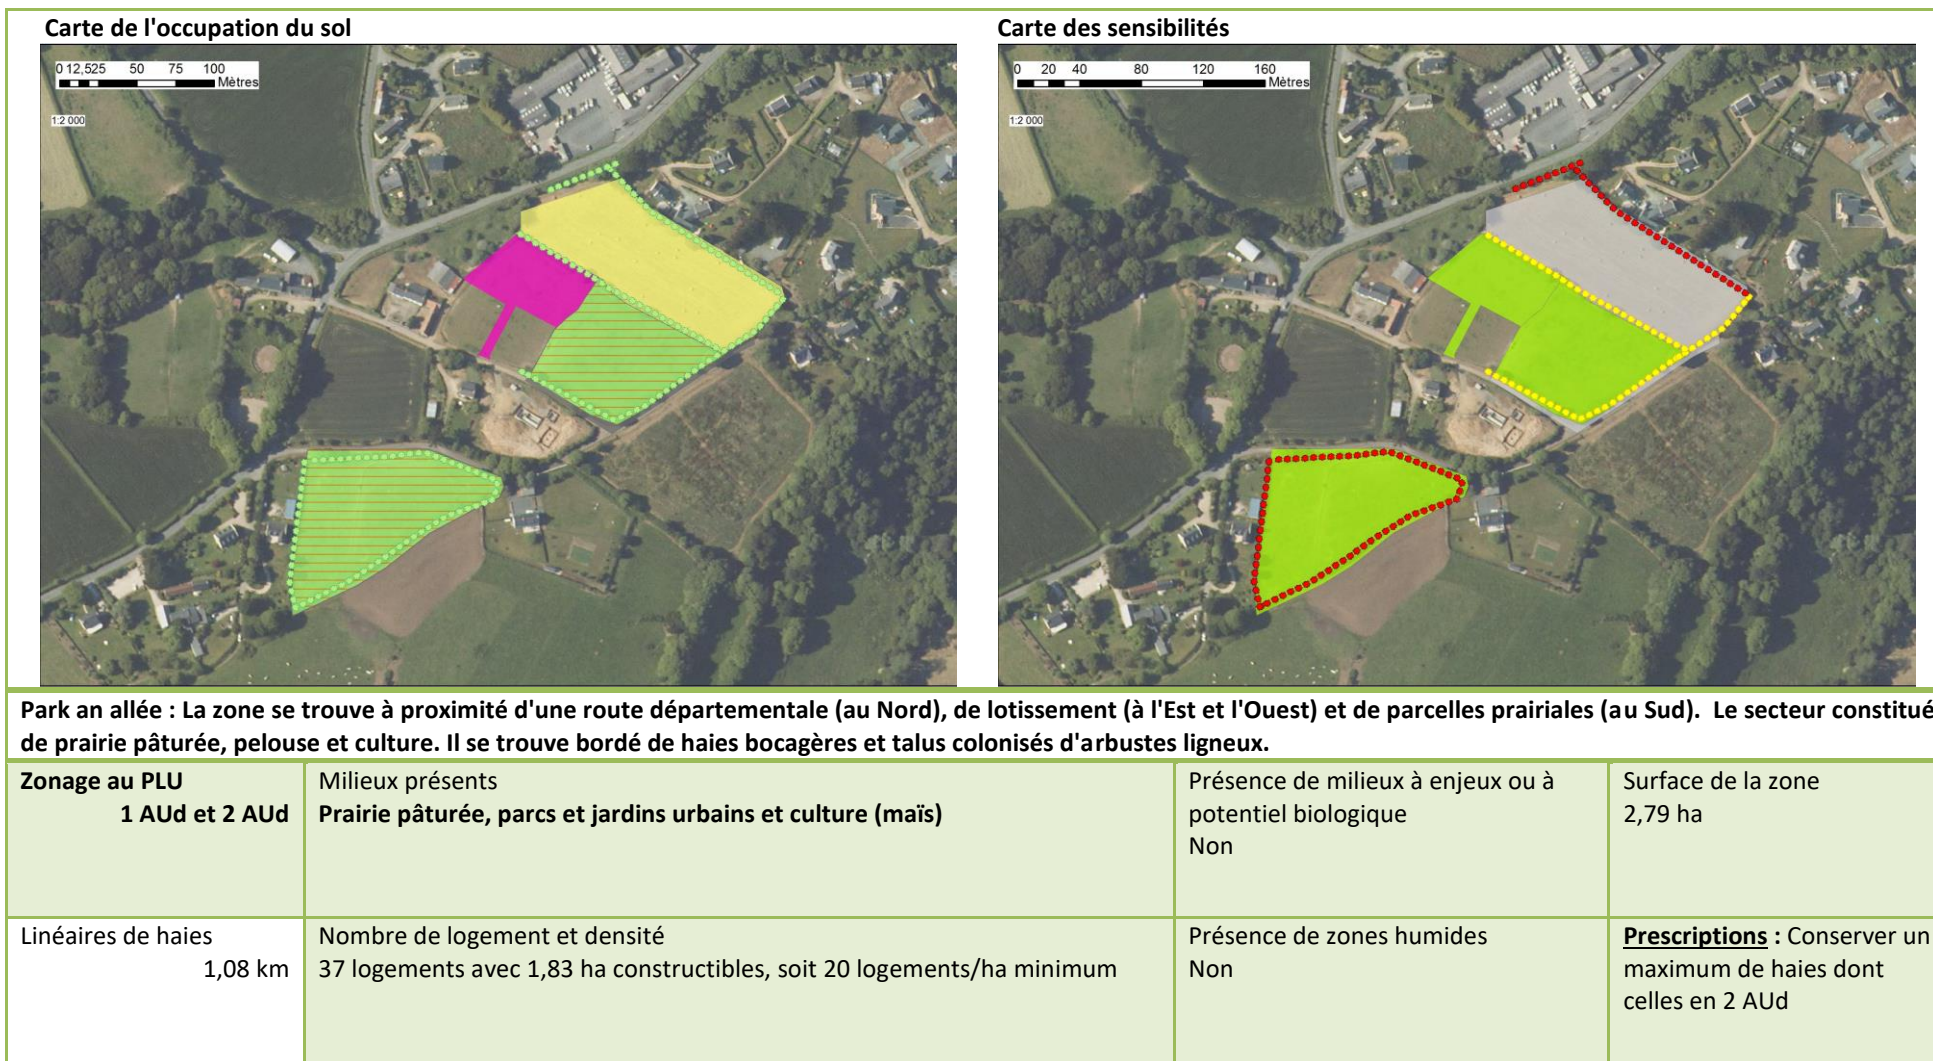 Carte de l'occupation du sol
Carte des sensibilités
0 12,525 50 75 100
Mètres
1:2 000
0 20 40 80 120 160
Mètres
1:2 000
Park an allée : La zone se trouve à proximité d'une route départementale (au Nord), de lotissement (à l'Est et l'Ouest) et de parcelles prairiales (au Sud). Le secteur constitué
de prairie pâturée, pelouse et culture. Il se trouve bordé de haies bocagères et talus colonisés d'arbustes ligneux.
Zonage au PLU
1 AUd et 2 AUd
Milieux présents
Prairie pâturée, parcs et jardins urbains et culture (maïs)
Présence de milieux à enjeux ou à
potentiel biologique
Non
Surface de la zone
2,79 ha
Linéaires de haies
1,08 km
Nombre de logement et densité
37 logements avec 1,83 ha constructibles, soit 20 logements/ha minimum
Présence de zones humides
Non
Prescriptions : Conserver un
maximum de haies dont
celles en 2 AUd